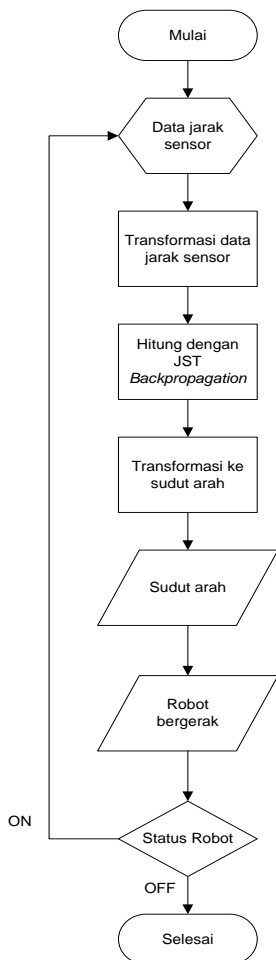 Mulai
Data jarak
sensor
Transformasi data
jarak sensor
Hitung dengan
JST
Backpropagation
Transformasi ke
sudut arah
Sudut arah
Robot
bergerak
ON
Status Robot
OFF
Selesai